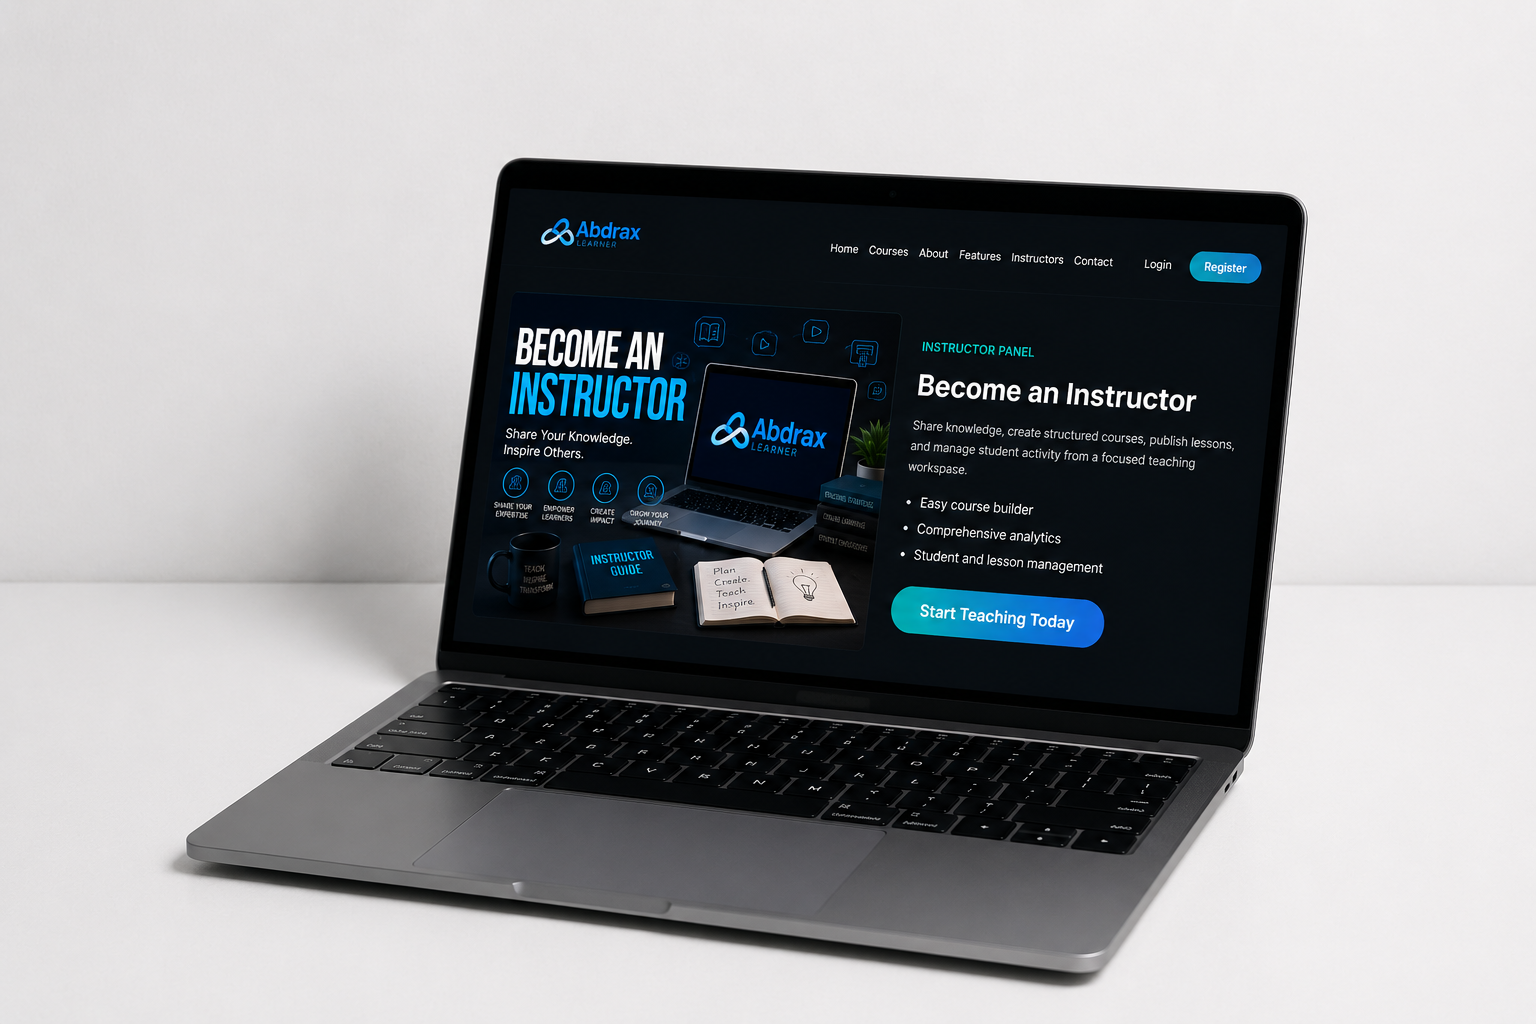 Abdrax
LEARNER
Home Courses About Features Instructors Contact Login Register
BECOME AN
INSTRUCTOR
Share Your Knowledge.
Inspire Others.
SHARE YOUR
EXPERTISE
EMPOWER
LEARNERS
CREATE
IMPACT
GROW YOUR
JOURNEY
Abdrax
LEARNER
TEACH
INSPIRE
TRANSFORM
INSTRUCTOR
GUIDE
Plan
Create.
Teach
Inspire.
INSTRUCTOR PANEL
Become an Instructor
Share knowledge, create structured courses, publish lessons,
and manage student activity from a focused teaching
workspase.
• Easy course builder
• Comprehensive analytics
• Student and lesson management
Start Teaching Today